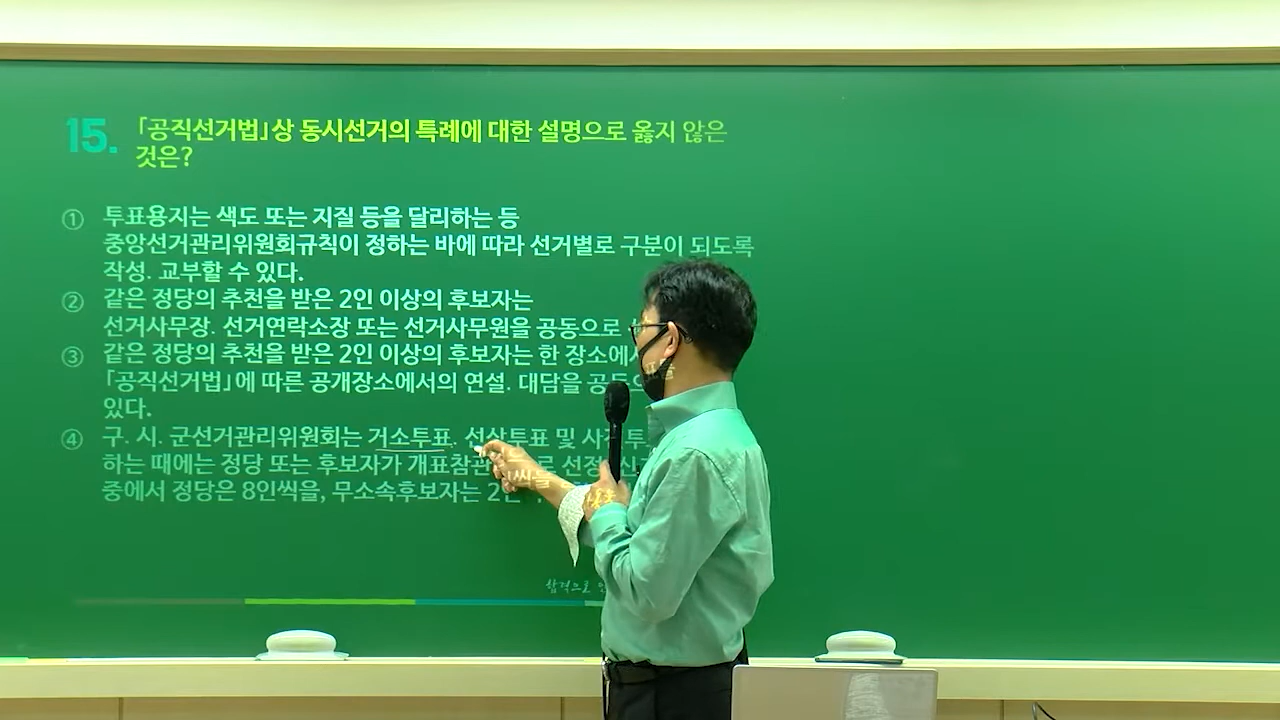 15. 「공직선거법」상 동시선거의 특례에 대한 설명으로 옳지 않은
것은?
① 투표용지는 색도 또는 지질 등을 달리하는 등
중앙선거관리위원회규칙이 정하는 바에 따라 선거별로 구분이 되도록
작성. 교부할 수 있다.
② 같은 정당의 추천을 받은 2인 이상의 후보자는
선거사무장. 선거연락소장 또는 선거사무원을 공동으로
③ 같은 정당의 추천을 받은 2인 이상의 후보자는 한 장소에서
「공직선거법」에 따른 공개장소에서의 연설. 대담을
있다.
④ 구. 시. 군선거관리위원회는 거소투표. 선상투표 및
하는 때에는 정당 또는 후보자가 선정
중에서 정당은 8인씩을, 무소속후보자는
합격으로